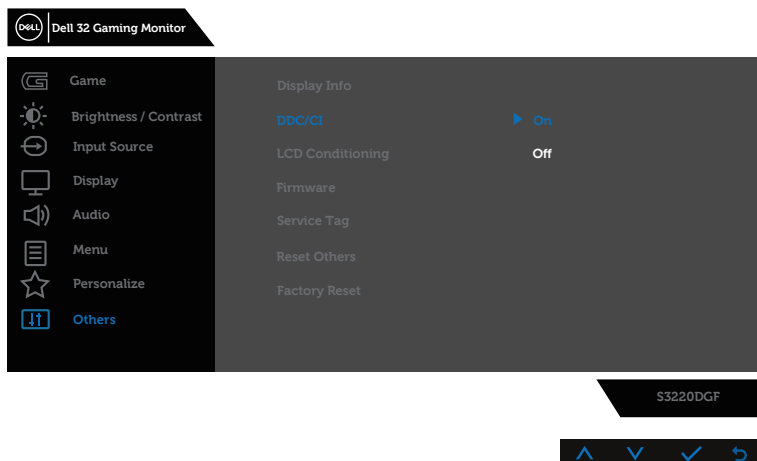 DELL Dell 32 Gaming Monitor
Game
Display Info
Brightness / Contrast
DDC/CI On
Input Source
LCD Conditioning Off
Display
Firmware
Audio
Service Tag
Menu
Reset Others
Personalize
Factory Reset
Others
S3220DGF